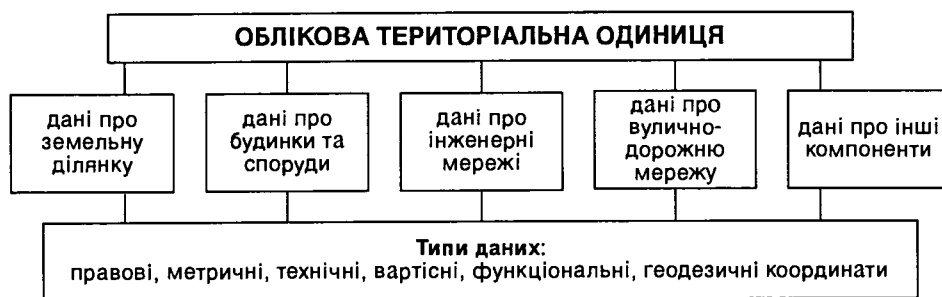 ОБЛІКОВА ТЕРИТОРІАЛЬНА ОДИНИЦЯ
дані про
земельну
ділянку
дані про
будинки та
споруди
дані про
інженерні
мережі
дані про
вулично-
дорожню
мережу
дані про інші
компоненти
Типи даних:
правові, метричні, технічні, вартісні, функціональні, геодезичні координати